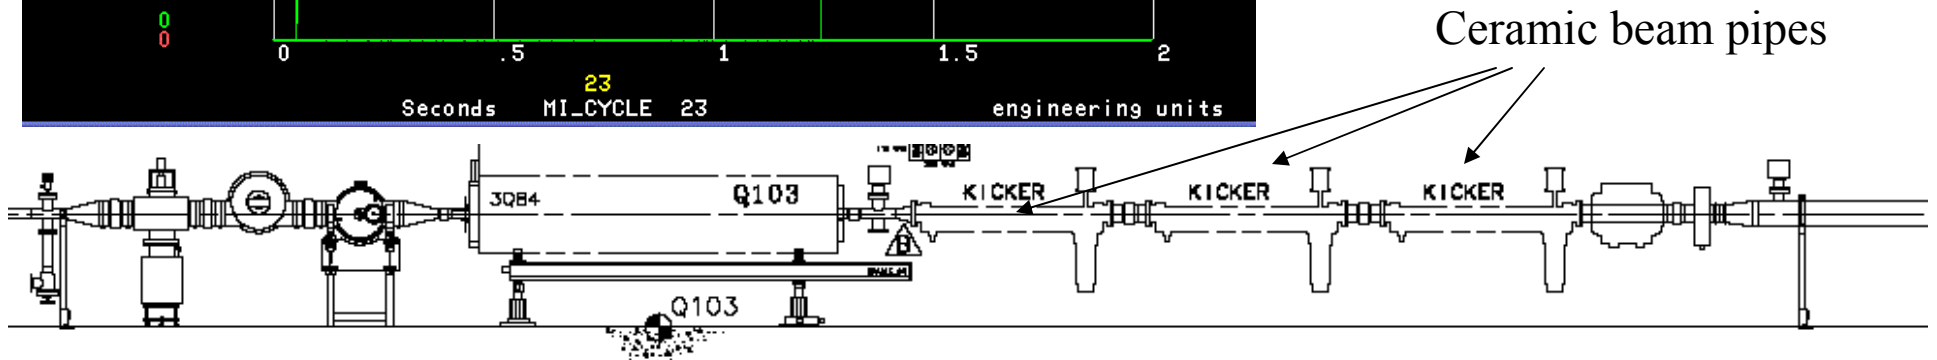 0
0
0 .5 1 1.5 2
23
Seconds MI_CYCLE 23 engineering units
Ceramic beam pipes
3Q84 Q103 KICKER KICKER KICKER
B
Q103